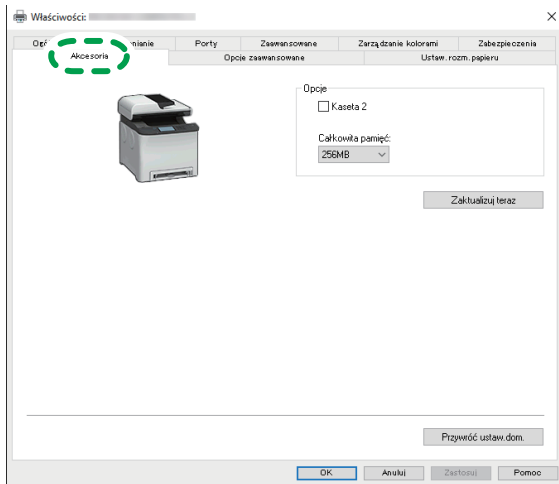 Właściwości:
Porty Zaawansowane Zarządzanie kolorami Zabezpieczenia
Akcesoria Opcje zaawansowane Ustaw. rozm. papieru
Opcje
Kaseta 2
Całkowita pamięć:
256MB
Zaktualizuj teraz
Przywróć ustaw.dom.
OK Anuluj Zastosuj Pomoc